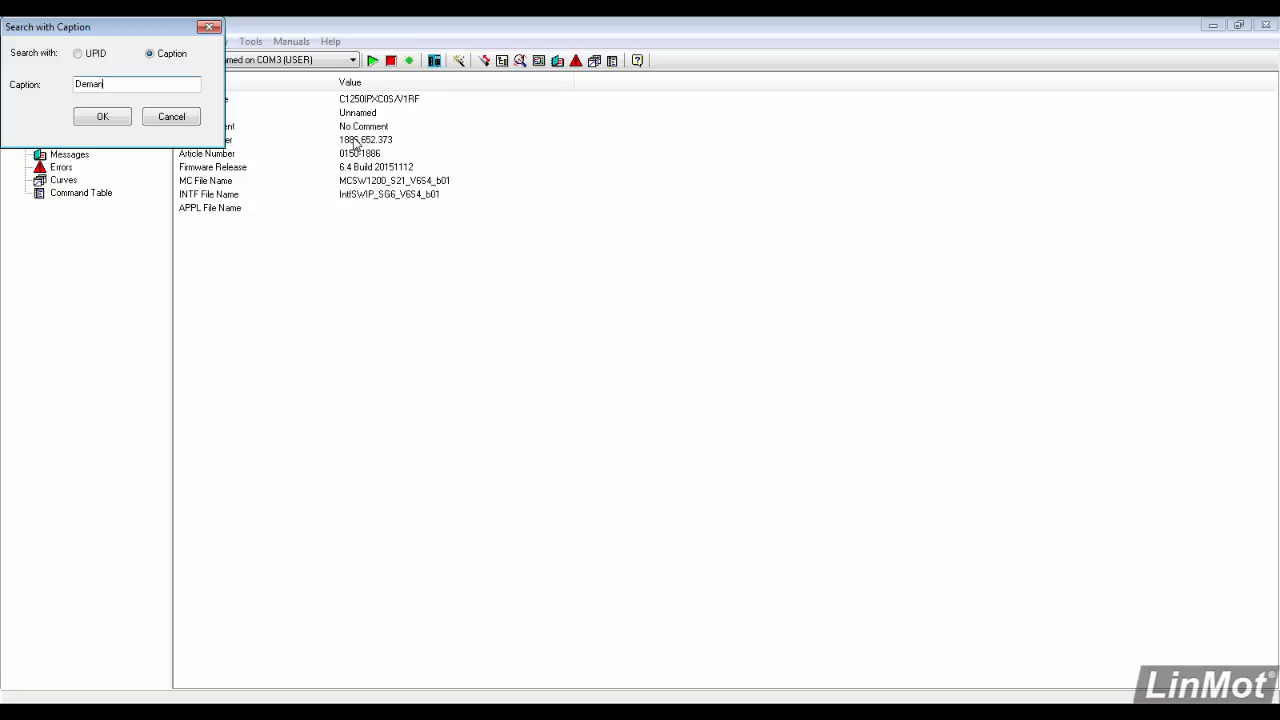 Search with Caption
Search with: UPID Caption
Caption: Deman
OK Cancel
Tools Manuals Help
amed on COM3 (USER)
Value
C1250IPXC0S/V1RF
Unnamed
No Comment
1886.652.373
Article Number 0150-1886
Firmware Release 6.4 Build 20151112
MC File Name MCSW1200_S21_V6S4_b01
INTF File Name IntfSWIP_SG6_V6S4_b01
APPL File Name
Messages
Errors
Curves
Command Table
LinMot®